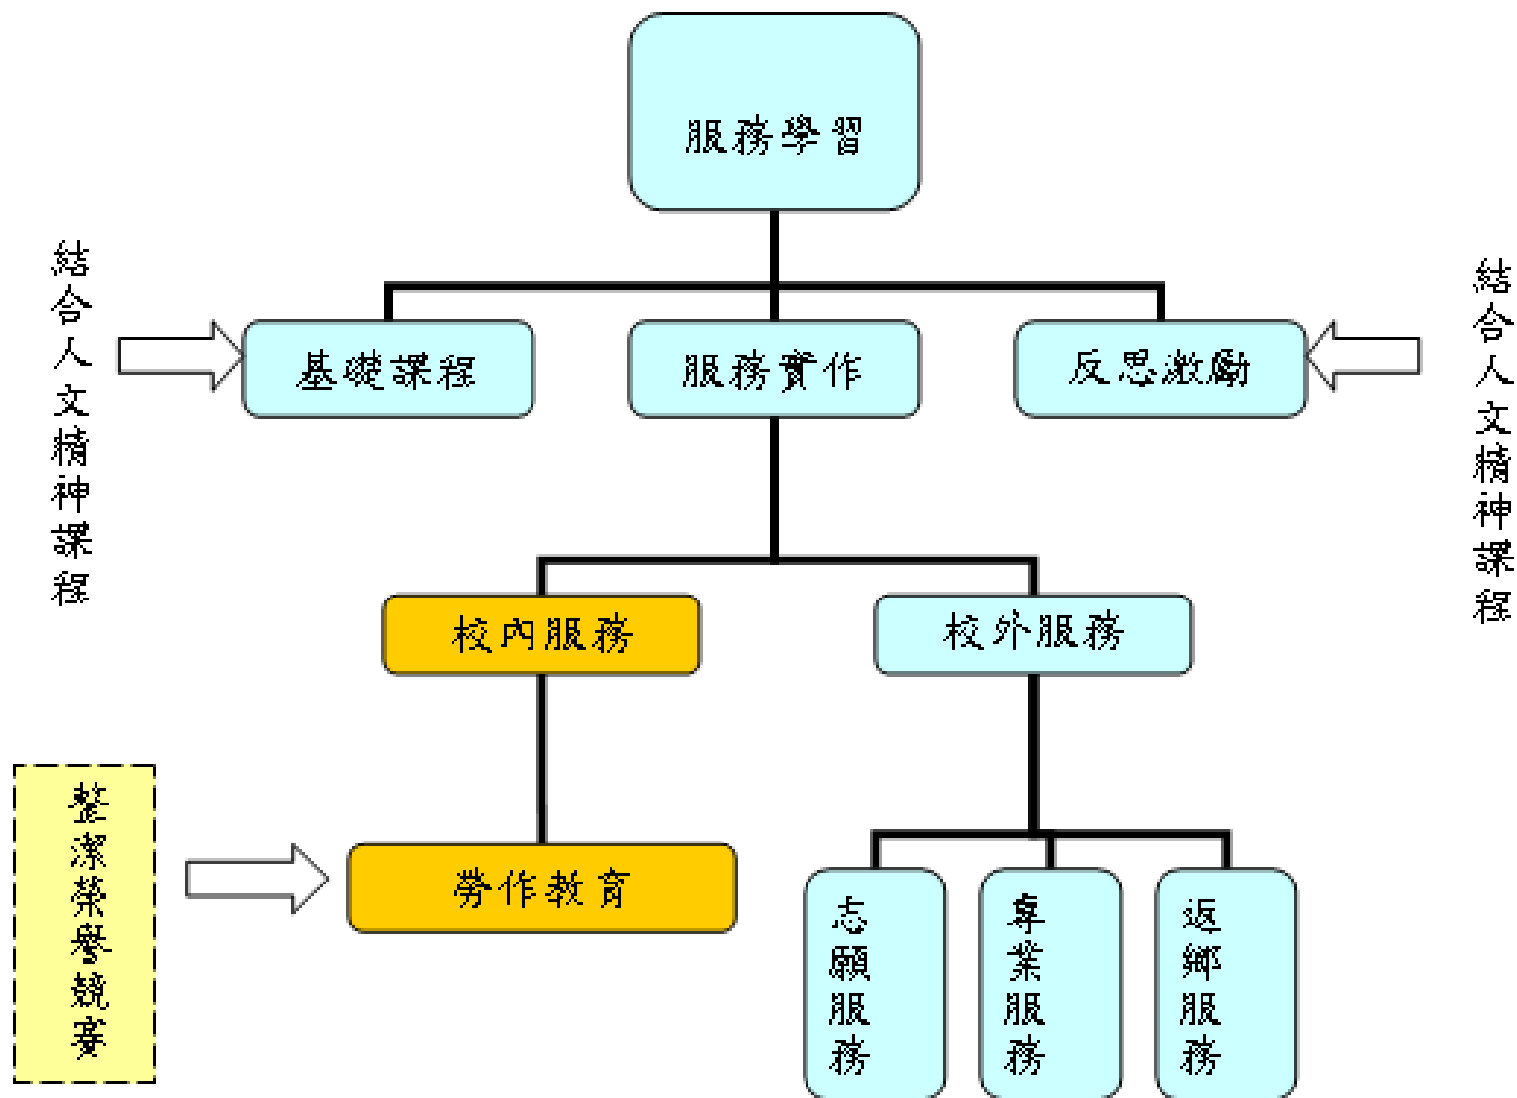 服務學習
結合人文精神課程
基礎課程
服務實作
反思激勵
結合人文精神課程
校內服務
校外服務
整潔榮譽競賽
勞作教育
志願服務
專業服務
返鄉服務